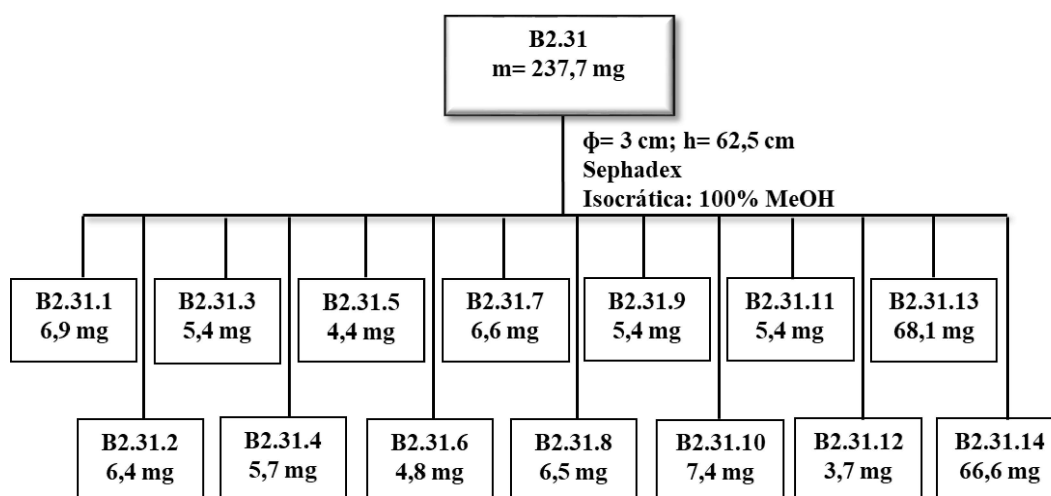 B2.31
m= 237,7 mg
ϕ= 3 cm; h= 62,5 cm
Sephadex
Isocrática: 100% MeOH
B2.31.1
6,9 mg
B2.31.3
5,4 mg
B2.31.5
4,4 mg
B2.31.7
6,6 mg
B2.31.9
5,4 mg
B2.31.11
5,4 mg
B2.31.13
68,1 mg
B2.31.2
6,4 mg
B2.31.4
5,7 mg
B2.31.6
4,8 mg
B2.31.8
6,5 mg
B2.31.10
7,4 mg
B2.31.12
3,7 mg
B2.31.14
66,6 mg